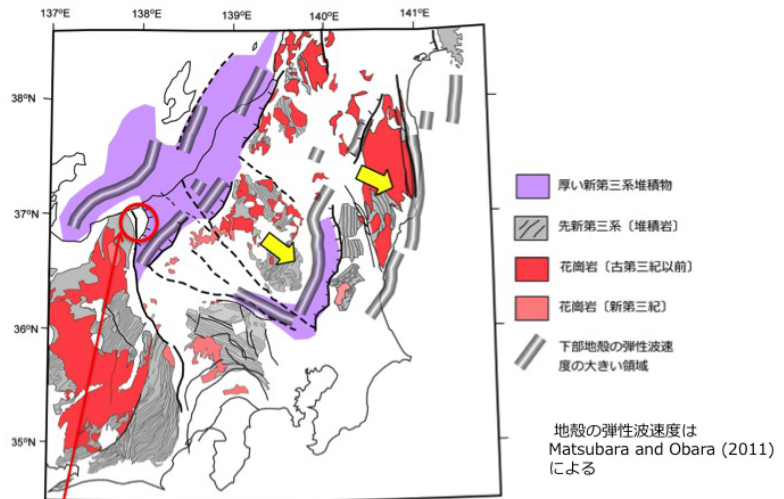 137°E
138°E
139°E
140°E
141°E
38°N
37°N
36°N
35°N
厚い新第三系堆積物
先新第三系〔堆積岩〕
花崗岩〔古第三紀以前〕
花崗岩〔新第三紀〕
下部地殻の弾性波速
度の大きい領域
地殻の弾性波速度は
Matsubara and Obara (2011)
による